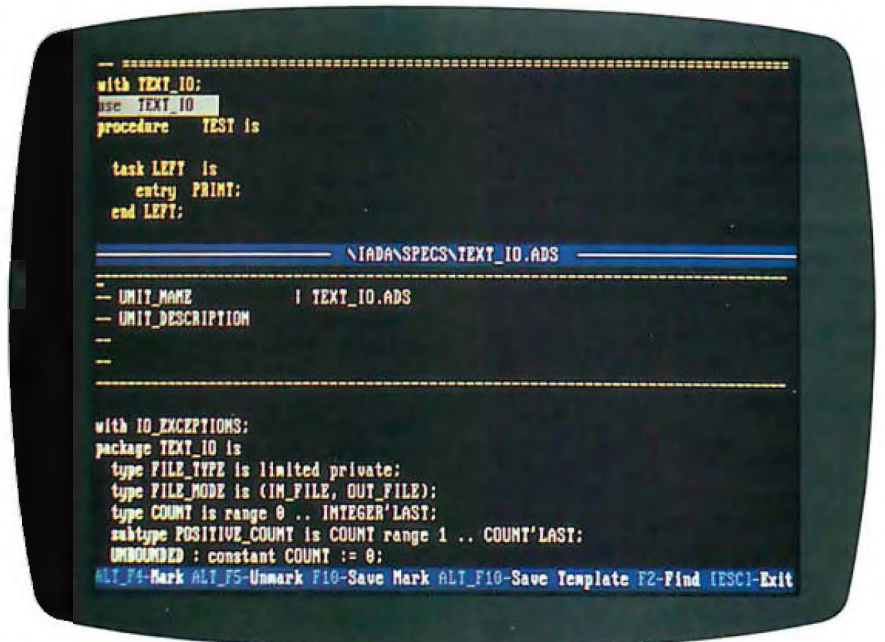 -- ==========================================================================
with TEXT_IO;
use TEXT_IO
procedure TEST is
task LEFT is
entry PRINT;
end LEFT;
\IADA\SPECS\TEXT_IO.ADS
--------------------------------------------------------------------------
-- UNIT_NAME | TEXT_IO.ADS
-- UNIT_DESCRIPTION
--
--
--------------------------------------------------------------------------
with IO_EXCEPTIONS;
package TEXT_IO is
type FILE_TYPE is limited private;
type FILE_MODE is (IN_FILE, OUT_FILE);
type COUNT is range 0 .. INTEGER'LAST;
subtype POSITIVE_COUNT is COUNT range 1 .. COUNT'LAST;
UNBOUNDED : constant COUNT := 0;
ALT_F4-Mark ALT_F5-Unmark F10-Save Mark ALT_F10-Save Template F2-Find [ESC]-Exit